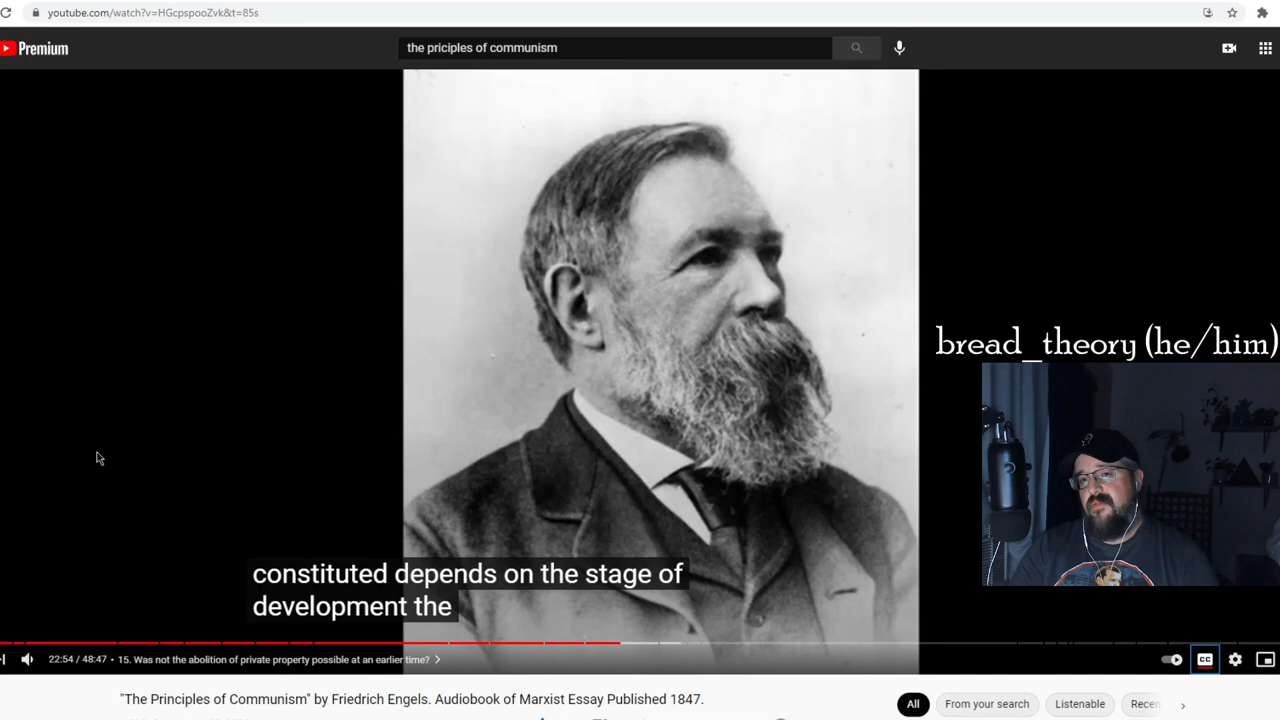 youtube.com/watch?v=HGcpspooZvk&t=85s
Premium
the priciples of communism
bread_theory (he/him)
constituted depends on the stage of
development the
22:54 / 48:47 • 15. Was not the abolition of private property possible at an earlier time?
CC
"The Principles of Communism" by Friedrich Engels. Audiobook of Marxist Essay Published 1847.
All
From your search
Listenable